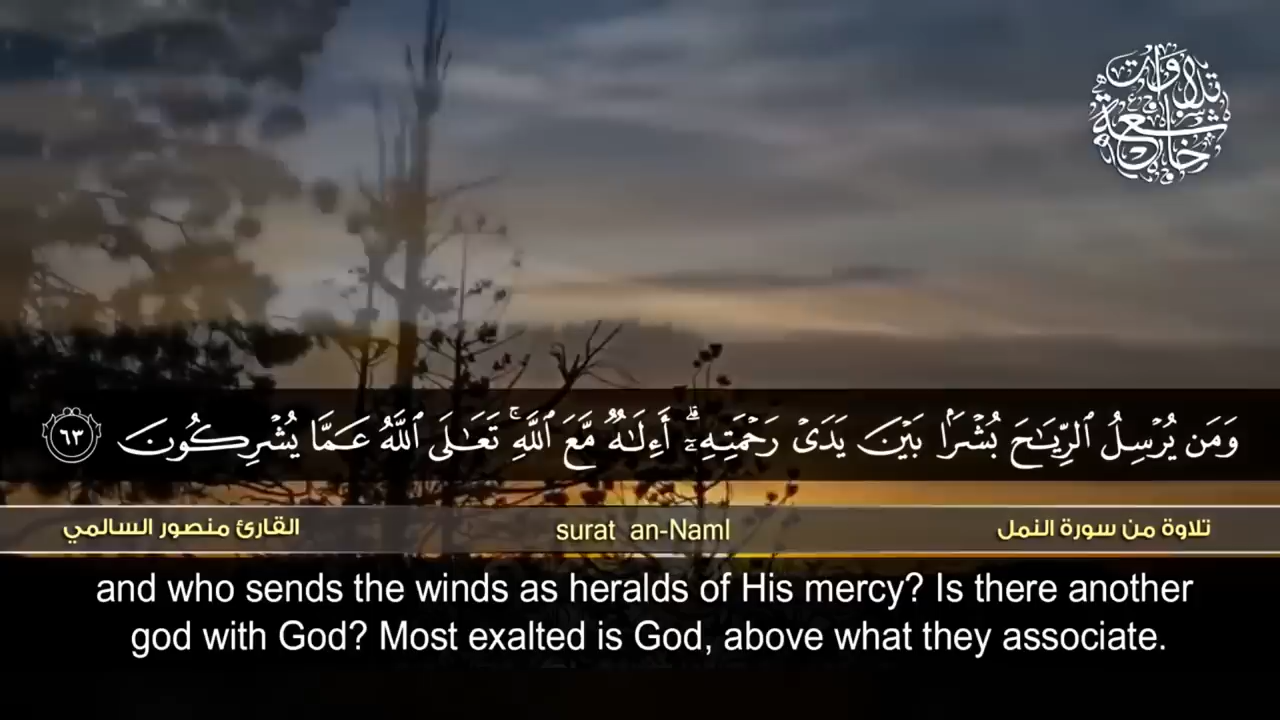 تلاوات خاشعة
وَمَن يُرْسِلُ ٱلرِّيَـٰحَ بُشْرًۢا بَيْنَ يَدَىْ رَحْمَتِهِۦٓ ۗ أَءِلَـٰهٌ مَّعَ ٱللَّهِ ۚ تَعَـٰلَى ٱللَّهُ عَمَّا يُشْرِكُونَ ٦٣
تلاوة من سورة النمل surat an-Naml القارئ منصور السالمي
and who sends the winds as heralds of His mercy? Is there another
god with God? Most exalted is God, above what they associate.